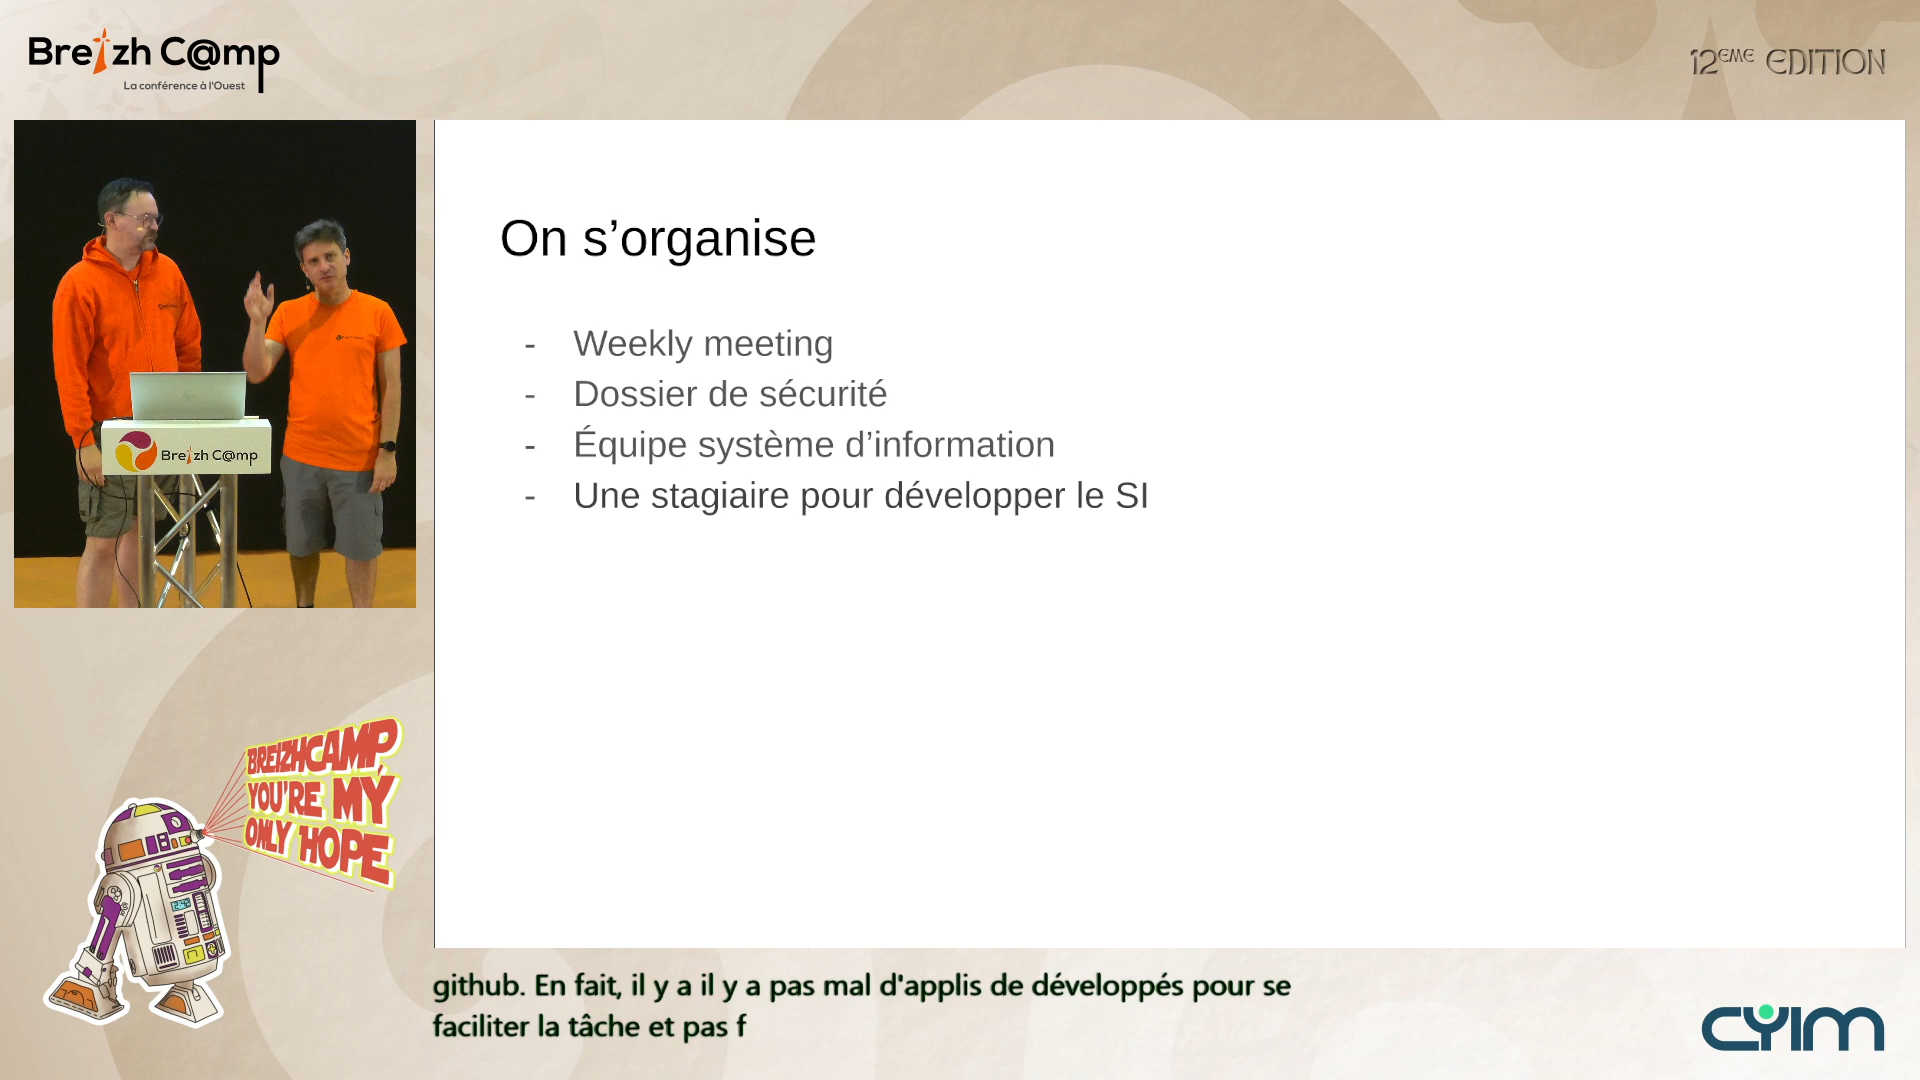 Breizh C@mp
La conférence à l'Ouest
12EME EDITION
On s’organise
- Weekly meeting
- Dossier de sécurité
- Équipe système d’information
- Une stagiaire pour développer le SI
Breizh C@mp
BREIZHCAMP,
YOU'RE MY
ONLY HOPE
github. En fait, il y a il y a pas mal d'applis de développés pour se
faciliter la tâche et pas f
CYIM